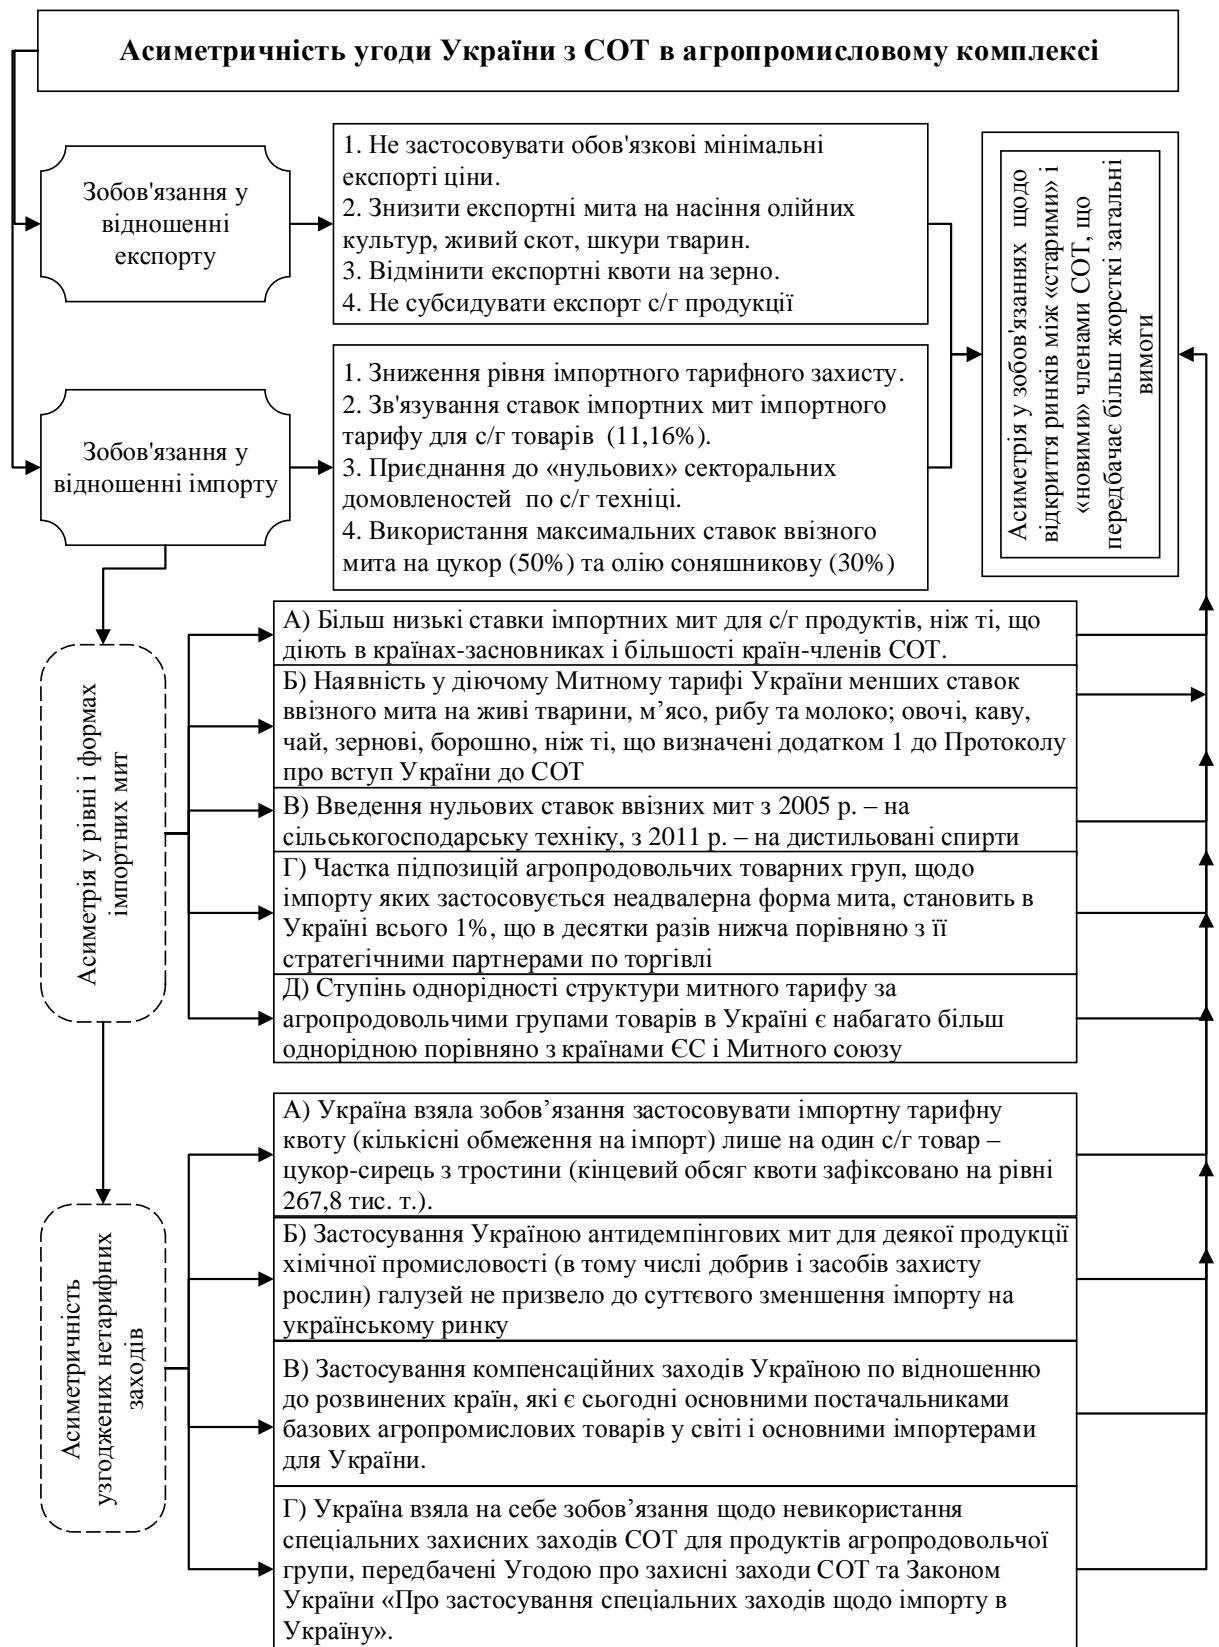 Асиметричність угоди України з СОТ в агропромисловому комплексі
Зобов'язання у
відношенні
експорту
1. Не застосовувати обов'язкові мінімальні
експорті ціни.
2. Знизити експортні мита на насіння олійних
культур, живий скот, шкури тварин.
3. Відмінити експортні квоти на зерно.
4. Не субсидувати експорт с/г продукції
Асиметрія у зобов'язаннях щодо
відкриття ринків між «старими» і
«новими» членами СОТ, що
передбачає більш жорсткі загальні
вимоги
Зобов'язання у
відношенні імпорту
1. Зниження рівня імпортного тарифного захисту.
2. Зв'язування ставок імпортних мит імпортного
тарифу для с/г товарів (11,16%).
3. Приєднання до «нульових» секторальних
домовленостей по с/г техніці.
4. Використання максимальних ставок ввізного
мита на цукор (50%) та олію соняшникову (30%)
Асиметрія у рівні і формах
імпортних мит
А) Більш низькі ставки імпортних мит для с/г продуктів, ніж ті, що
діють в країнах-засновниках і більшості країн-членів СОТ.
Б) Наявність у діючому Митному тарифі України менших ставок
ввізного мита на живі тварини, м’ясо, рибу та молоко; овочі, каву,
чай, зернові, борошно, ніж ті, що визначені додатком 1 до Протоколу
про вступ України до СОТ
В) Введення нульових ставок ввізних мит з 2005 р. – на
сільськогосподарську техніку, з 2011 р. – на дистильовані спирти
Г) Частка підпозицій агропродовольчих товарних груп, щодо
імпорту яких застосовується неадвалерна форма мита, становить в
Україні всього 1%, що в десятки разів нижча порівняно з її
стратегічними партнерами по торгівлі
Д) Ступінь однорідності структури митного тарифу за
агропродовольчими групами товарів в Україні є набагато більш
однорідною порівняно з країнами ЄС і Митного союзу
Асиметричність
узгоджених нетарифних
заходів
А) Україна взяла зобов’язання застосовувати імпортну тарифну
квоту (кількісні обмеження на імпорт) лише на один с/г товар –
цукор-сирець з тростини (кінцевий обсяг квоти зафіксовано на рівні
267,8 тис. т.).
Б) Застосування Україною антидемпінгових мит для деякої продукції
хімічної промисловості (в тому числі добрив і засобів захисту
рослин) галузей не призвело до суттєвого зменшення імпорту на
українському ринку
В) Застосування компенсаційних заходів Україною по відношенню
до розвинених країн, які є сьогодні основними постачальниками
базових агропромислових товарів у світі і основними імпортерами
для України.
Г) Україна взяла на себе зобов’язання щодо невикористання
спеціальних захисних заходів СОТ для продуктів агропродовольчої
групи, передбачені Угодою про захисні заходи СОТ та Законом
України «Про застосування спеціальних заходів щодо імпорту в
Україну».